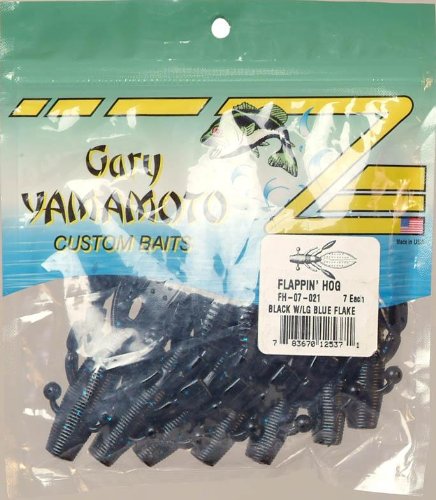 Gary
YAMAMOTO
CUSTOM BAITS
Made in U.S.A.
FLAPPIN' HOG
FH-07-021 7 Each
BLACK W/LG BLUE FLAKE
7 83670 12537 1